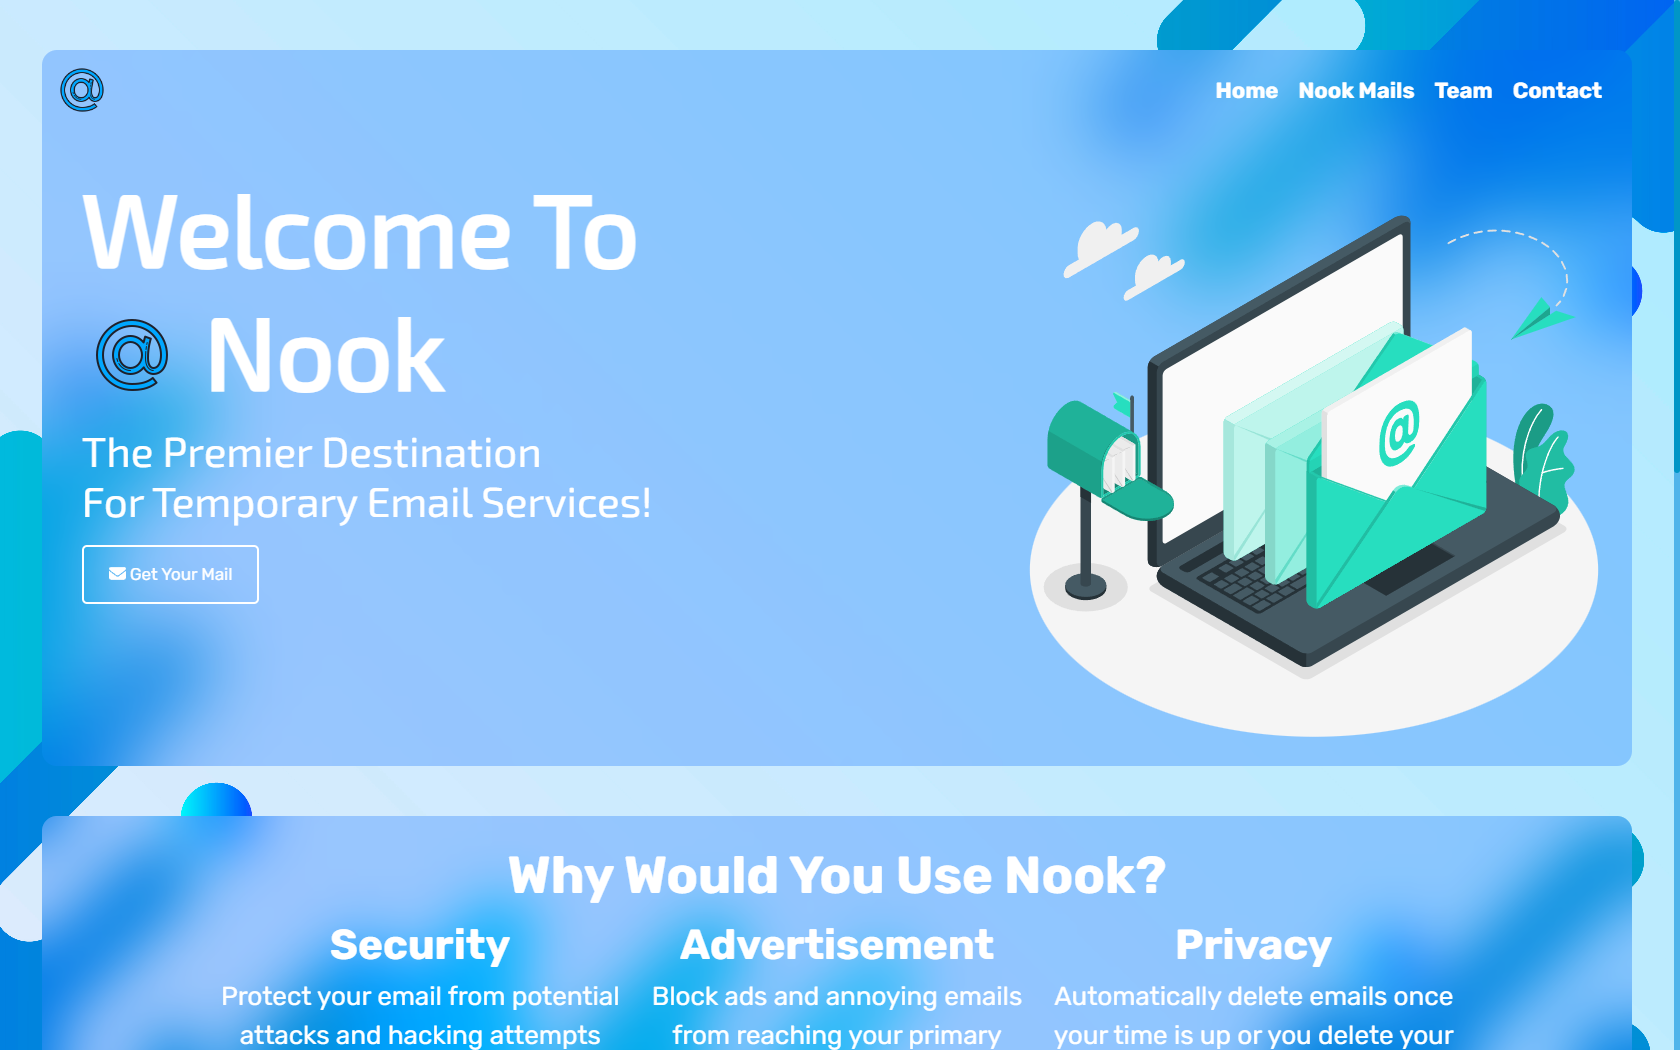 @
Home Nook Mails Team Contact
Welcome To
@ Nook
The Premier Destination
For Temporary Email Services!
Get Your Mail
@
Why Would You Use Nook?
Security
Protect your email from potential
attacks and hacking attempts
Advertisement
Block ads and annoying emails
from reaching your primary
Privacy
Automatically delete emails once
your time is up or you delete your